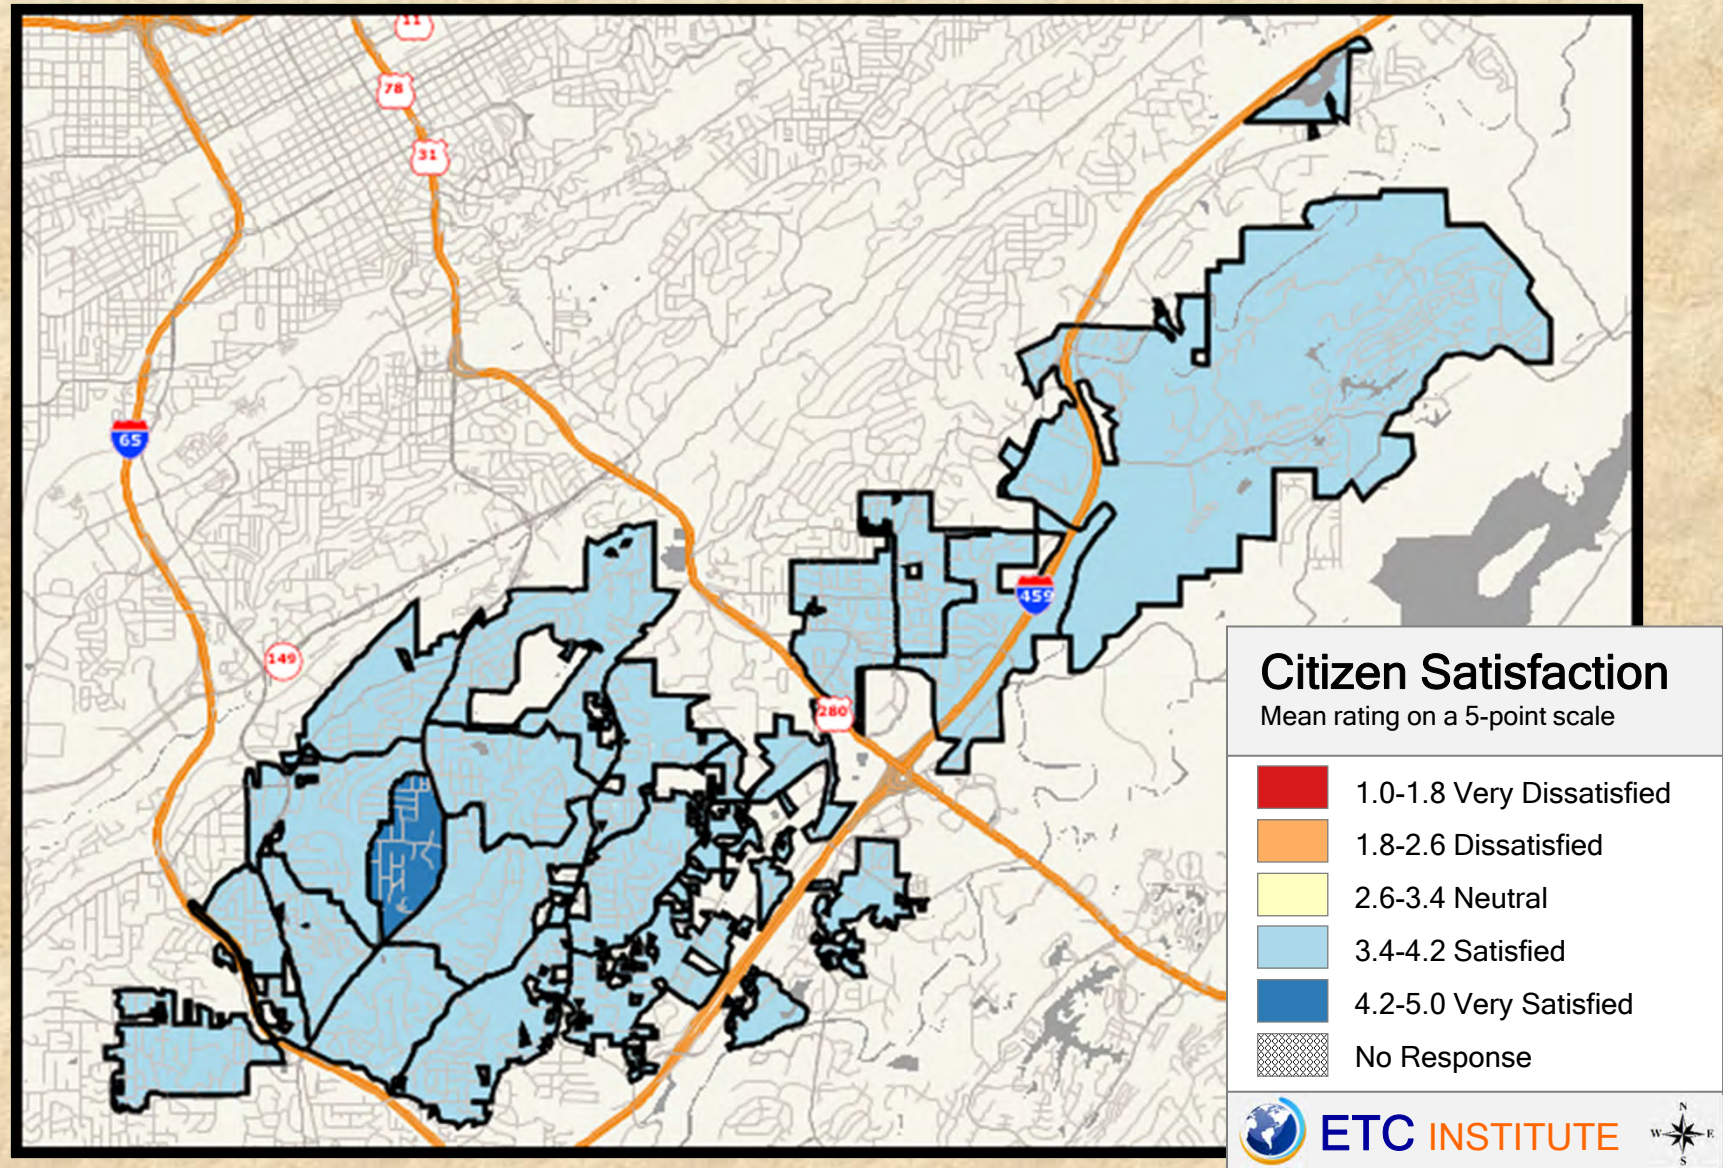 11
78
31
65
459
149
280
Citizen Satisfaction
Mean rating on a 5-point scale
1.0-1.8 Very Dissatisfied
1.8-2.6 Dissatisfied
2.6-3.4 Neutral
3.4-4.2 Satisfied
4.2-5.0 Very Satisfied
No Response
ETC INSTITUTE
N
W E
S